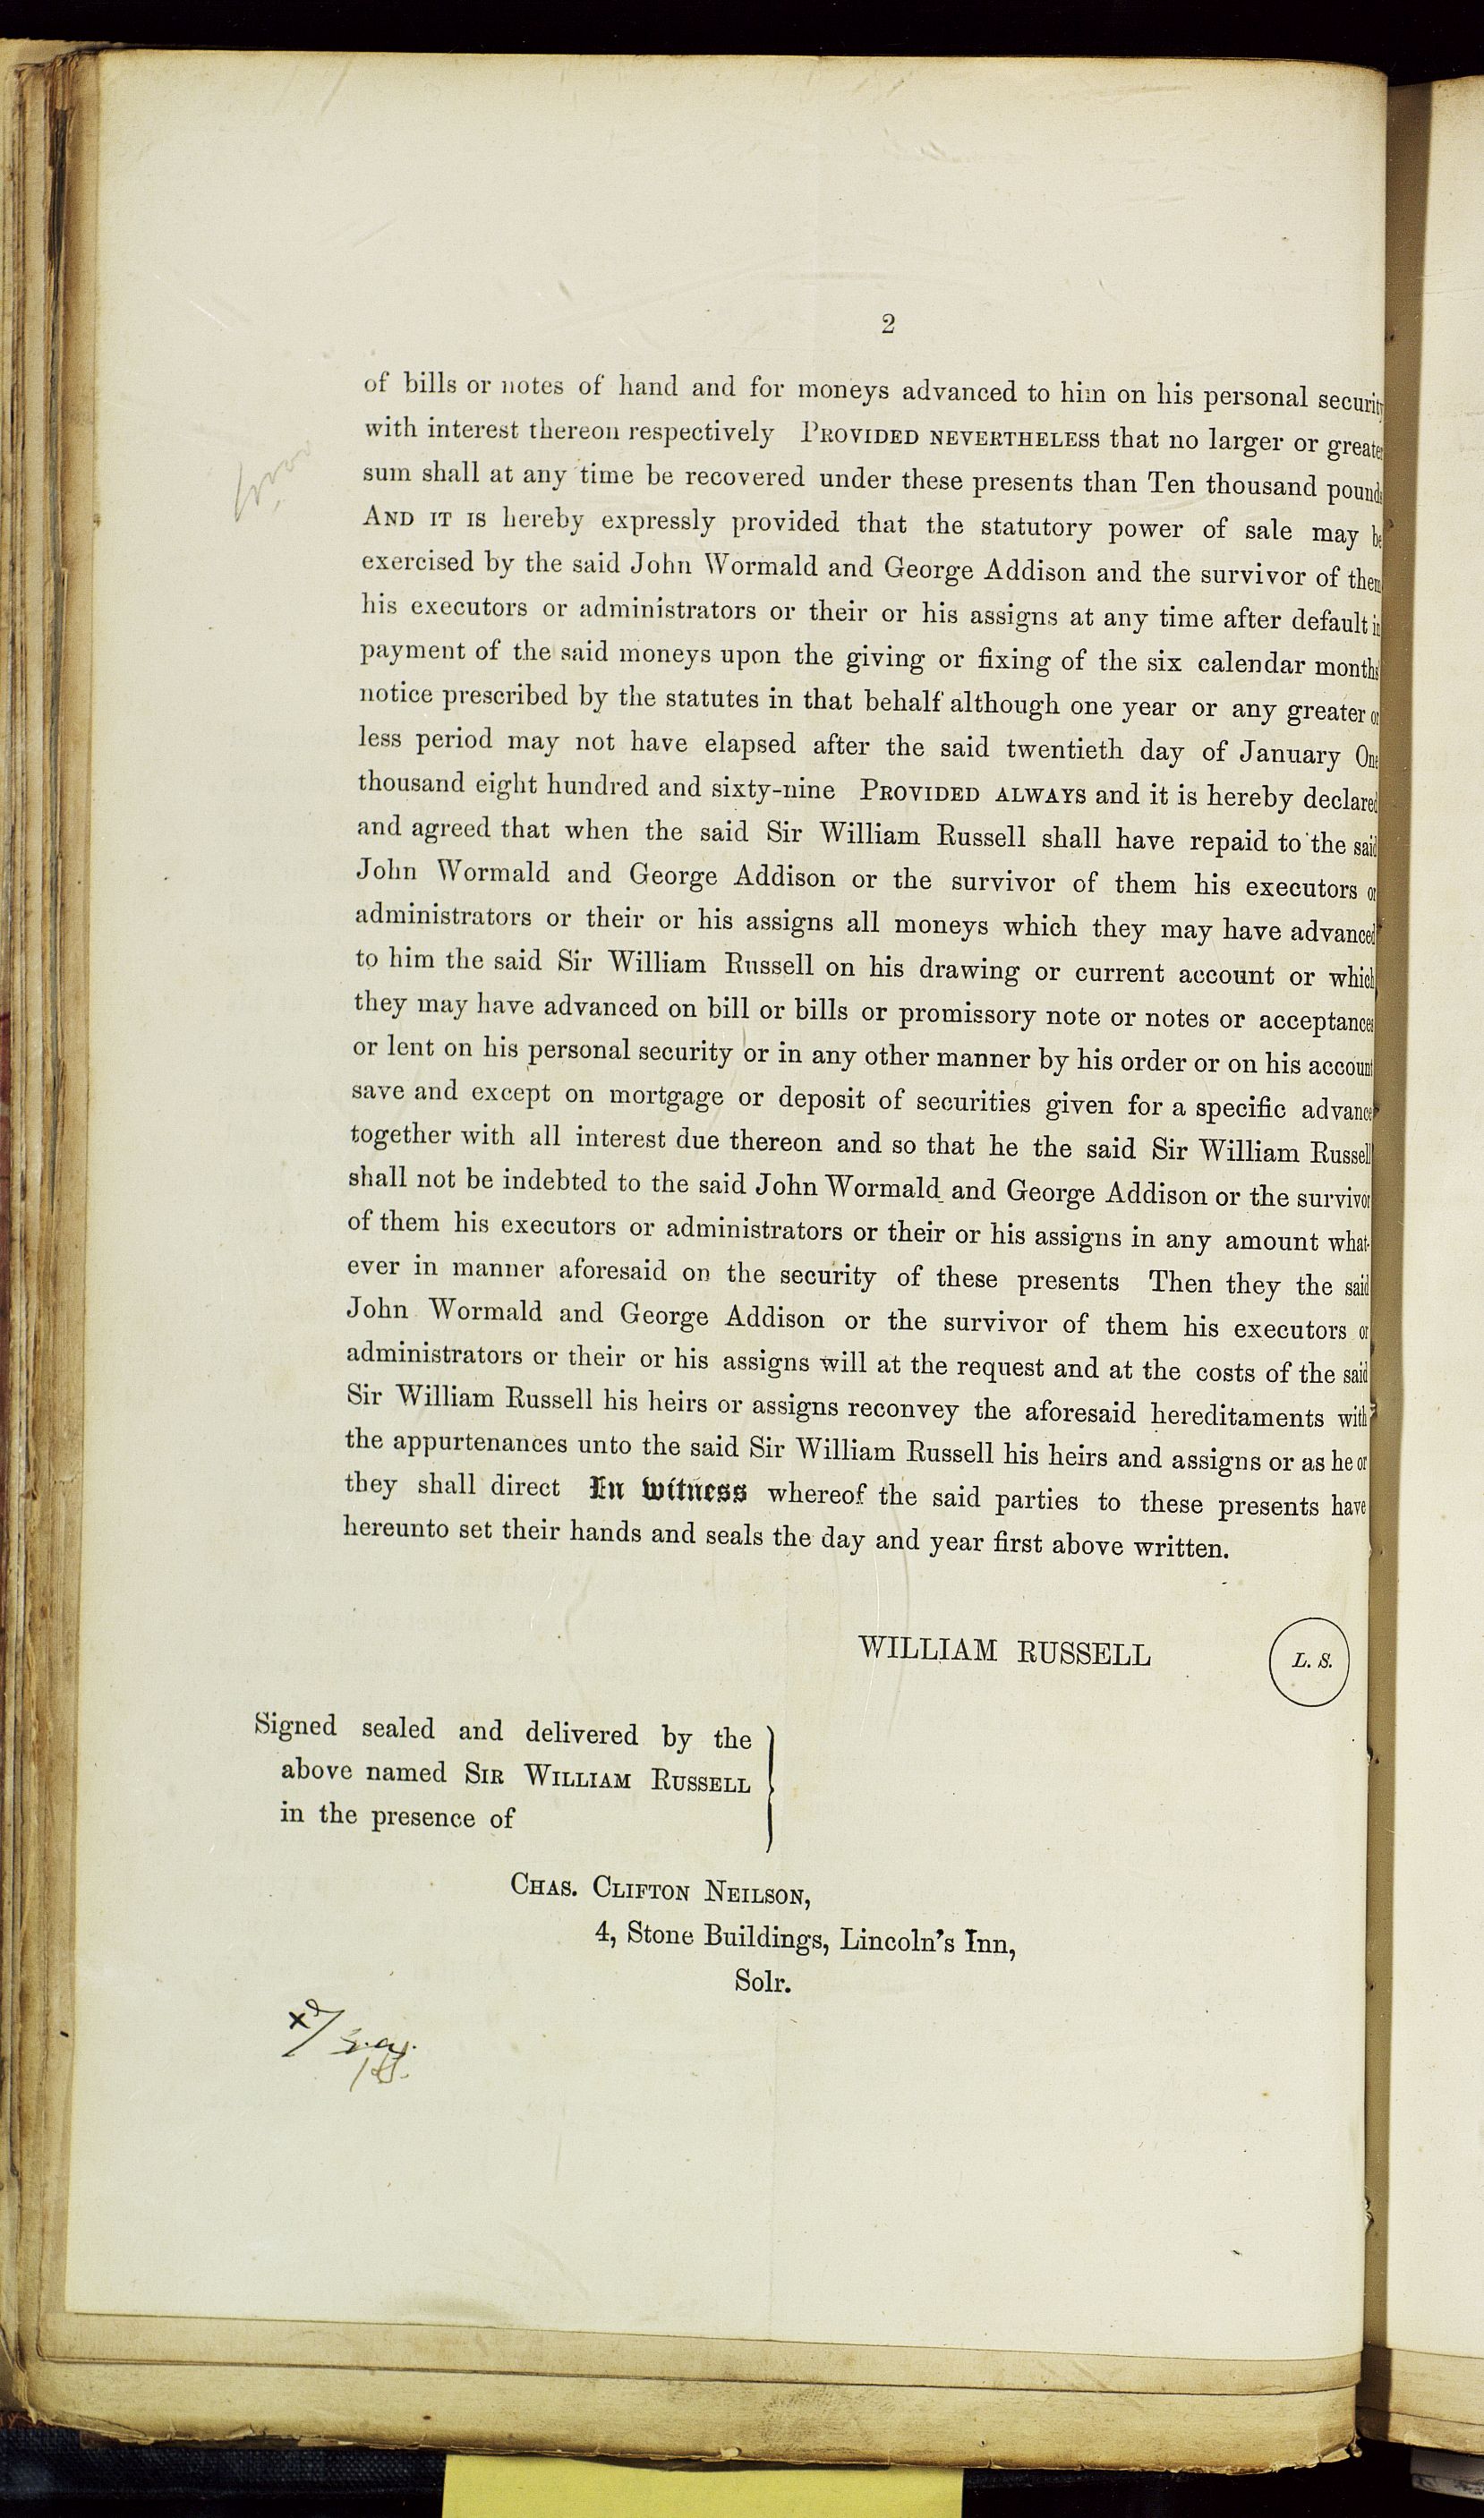 2
of bills or notes of hand and for moneys advanced to him on his personal security
with interest thereon respectively PROVIDED NEVERTHELESS that no larger or greater
sum shall at any time be recovered under these presents than Ten thousand pounds
AND IT IS hereby expressly provided that the statutory power of sale may be
exercised by the said John Wormald and George Addison and the survivor of them
his executors or administrators or their or his assigns at any time after default in
payment of the said moneys upon the giving or fixing of the six calendar months
notice prescribed by the statutes in that behalf although one year or any greater or
less period may not have elapsed after the said twentieth day of January One
thousand eight hundred and sixty-nine PROVIDED ALWAYS and it is hereby declared
and agreed that when the said Sir William Russell shall have repaid to the said
John Wormald and George Addison or the survivor of them his executors or
administrators or their or his assigns all moneys which they may have advanced
to him the said Sir William Russell on his drawing or current account or which
they may have advanced on bill or bills or promissory note or notes or acceptances
or lent on his personal security or in any other manner by his order or on his account
save and except on mortgage or deposit of securities given for a specific advance
together with all interest due thereon and so that he the said Sir William Russell
shall not be indebted to the said John Wormald and George Addison or the survivor
of them his executors or administrators or their or his assigns in any amount what-
ever in manner aforesaid on the security of these presents Then they the said
John Wormald and George Addison or the survivor of them his executors or
administrators or their or his assigns will at the request and at the costs of the said
Sir William Russell his heirs or assigns reconvey the aforesaid hereditaments with
the appurtenances unto the said Sir William Russell his heirs and assigns or as he or
they shall direct In witness whereof the said parties to these presents have
hereunto set their hands and seals the day and year first above written.
WILLIAM RUSSELL L. S.
Signed sealed and delivered by the
above named SIR WILLIAM RUSSELL
in the presence of
CHAS. CLIFTON NEILSON,
4, Stone Buildings, Lincoln's Inn,
Solr.